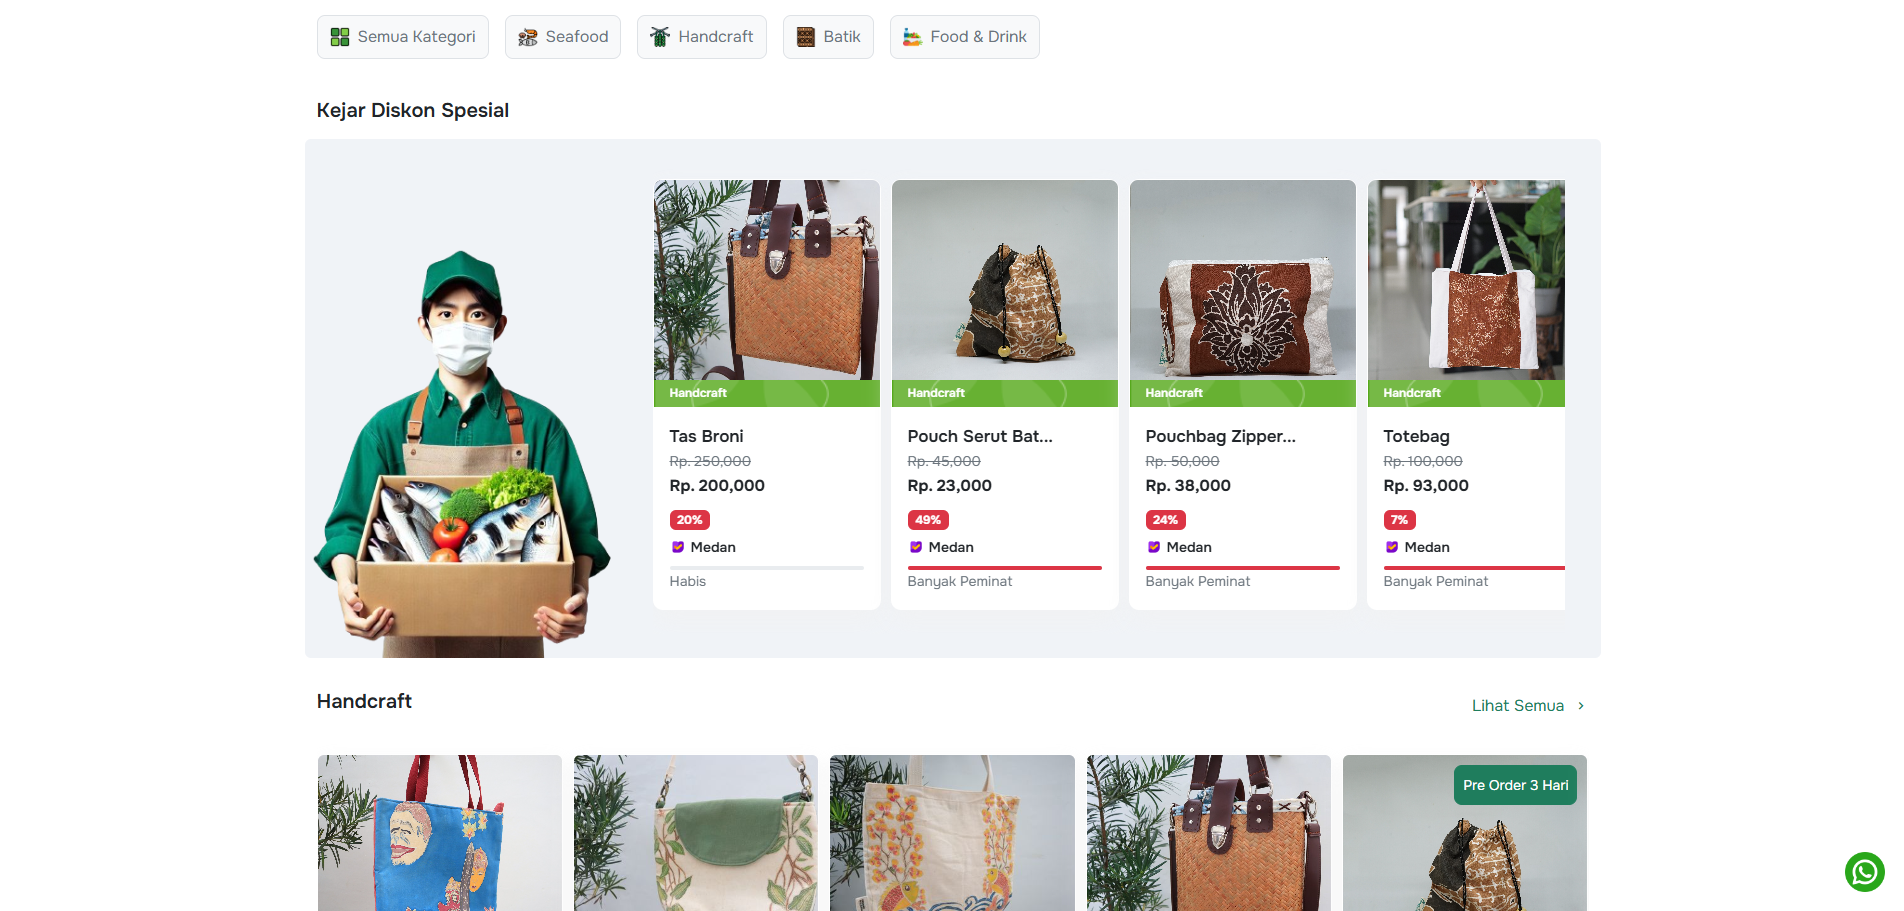 Semua Kategori
Seafood
Handcraft
Batik
Food & Drink
Kejar Diskon Spesial
Handcraft
Tas Broni
Rp. 250,000
Rp. 200,000
20%
Medan
Habis
Handcraft
Pouch Serut Bat...
Rp. 45,000
Rp. 23,000
49%
Medan
Banyak Peminat
Handcraft
Pouchbag Zipper...
Rp. 50,000
Rp. 38,000
24%
Medan
Banyak Peminat
Handcraft
Totebag
Rp. 100,000
Rp. 93,000
7%
Medan
Banyak Peminat
Handcraft
Lihat Semua
Pre Order 3 Hari